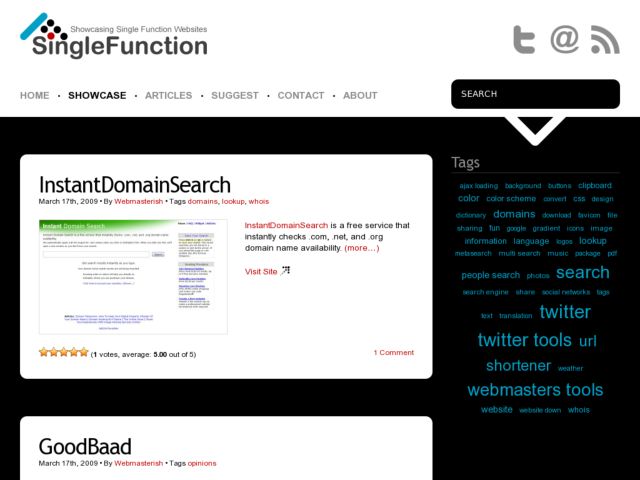 Showcasing Single Function Websites
SingleFunction
HOME • SHOWCASE • ARTICLES • SUGGEST • CONTACT • ABOUT
SEARCH
InstantDomainSearch
March 17th, 2009 • By Webmasterish • Tags domains, lookup, whois
Instant Domain Search
InstantDomainSearch is a free service that
instantly checks .com, .net, and .org
domain name availability. (more…)
Visit Site
(1 votes, average: 5.00 out of 5)
1 Comment
GoodBaad
March 17th, 2009 • By Webmasterish • Tags opinions
Tags
ajax loading background buttons clipboard
color color scheme convert css design
dictionary domains download favicon file
sharing fun google gradient icons image
information language logos lookup
metasearch multi search music package pdf
people search photos search
search engine share social networks tags
text translation twitter
twitter tools url
shortener weather
webmasters tools
website website down whois